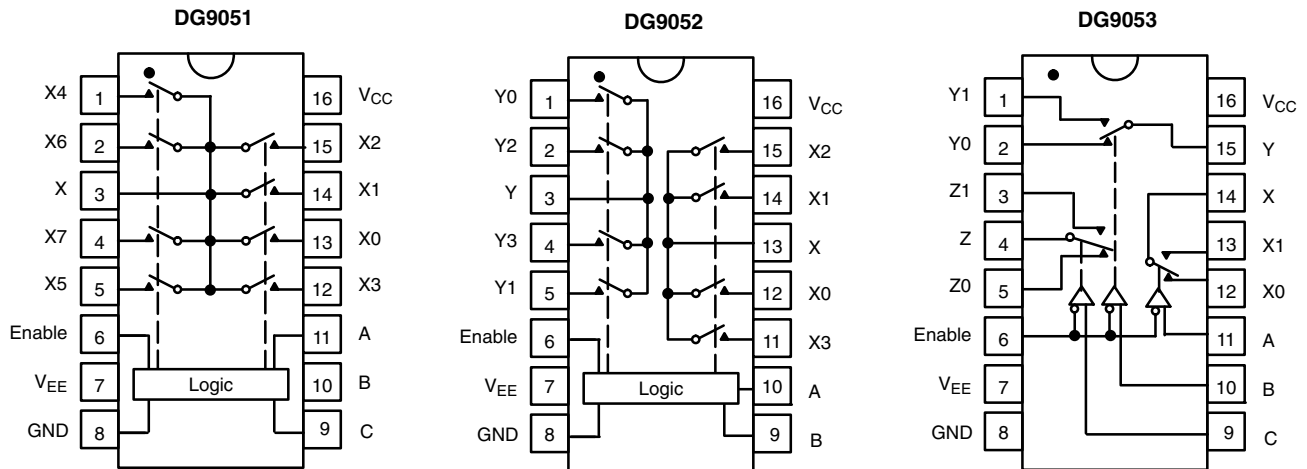 DG9051
X4 1 16 VCC
X6 2 15 X2
X 3 14 X1
X7 4 13 X0
X5 5 12 X3
Enable 6 11 A
VEE 7 10 B
GND 8 9 C
Logic
DG9052
Y0 1 16 VCC
Y2 2 15 X2
Y 3 14 X1
Y3 4 13 X
Y1 5 12 X0
Enable 6 11 X3
VEE 7 10 A
GND 8 9 B
Logic
DG9053
Y1 1 16 VCC
Y0 2 15 Y
Z1 3 14 X
Z 4 13 X1
Z0 5 12 X0
Enable 6 11 A
VEE 7 10 B
GND 8 9 C